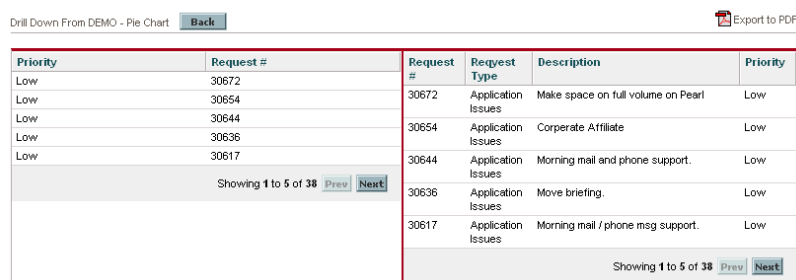 Drill Down From DEMO - Pie Chart Back Export to PDF
Priority Request #
Low 30672
Low 30654
Low 30644
Low 30636
Low 30617
Showing 1 to 5 of 38 Prev Next
Request # Reqyest Type Description Priority
30672 Application Issues Make space on full volume on Pearl Low
30654 Application Issues Corperate Affiliate Low
30644 Application Issues Morning mail and phone support. Low
30636 Application Issues Move briefing. Low
30617 Application Issues Morning mail / phone msg support. Low
Showing 1 to 5 of 38 Prev Next